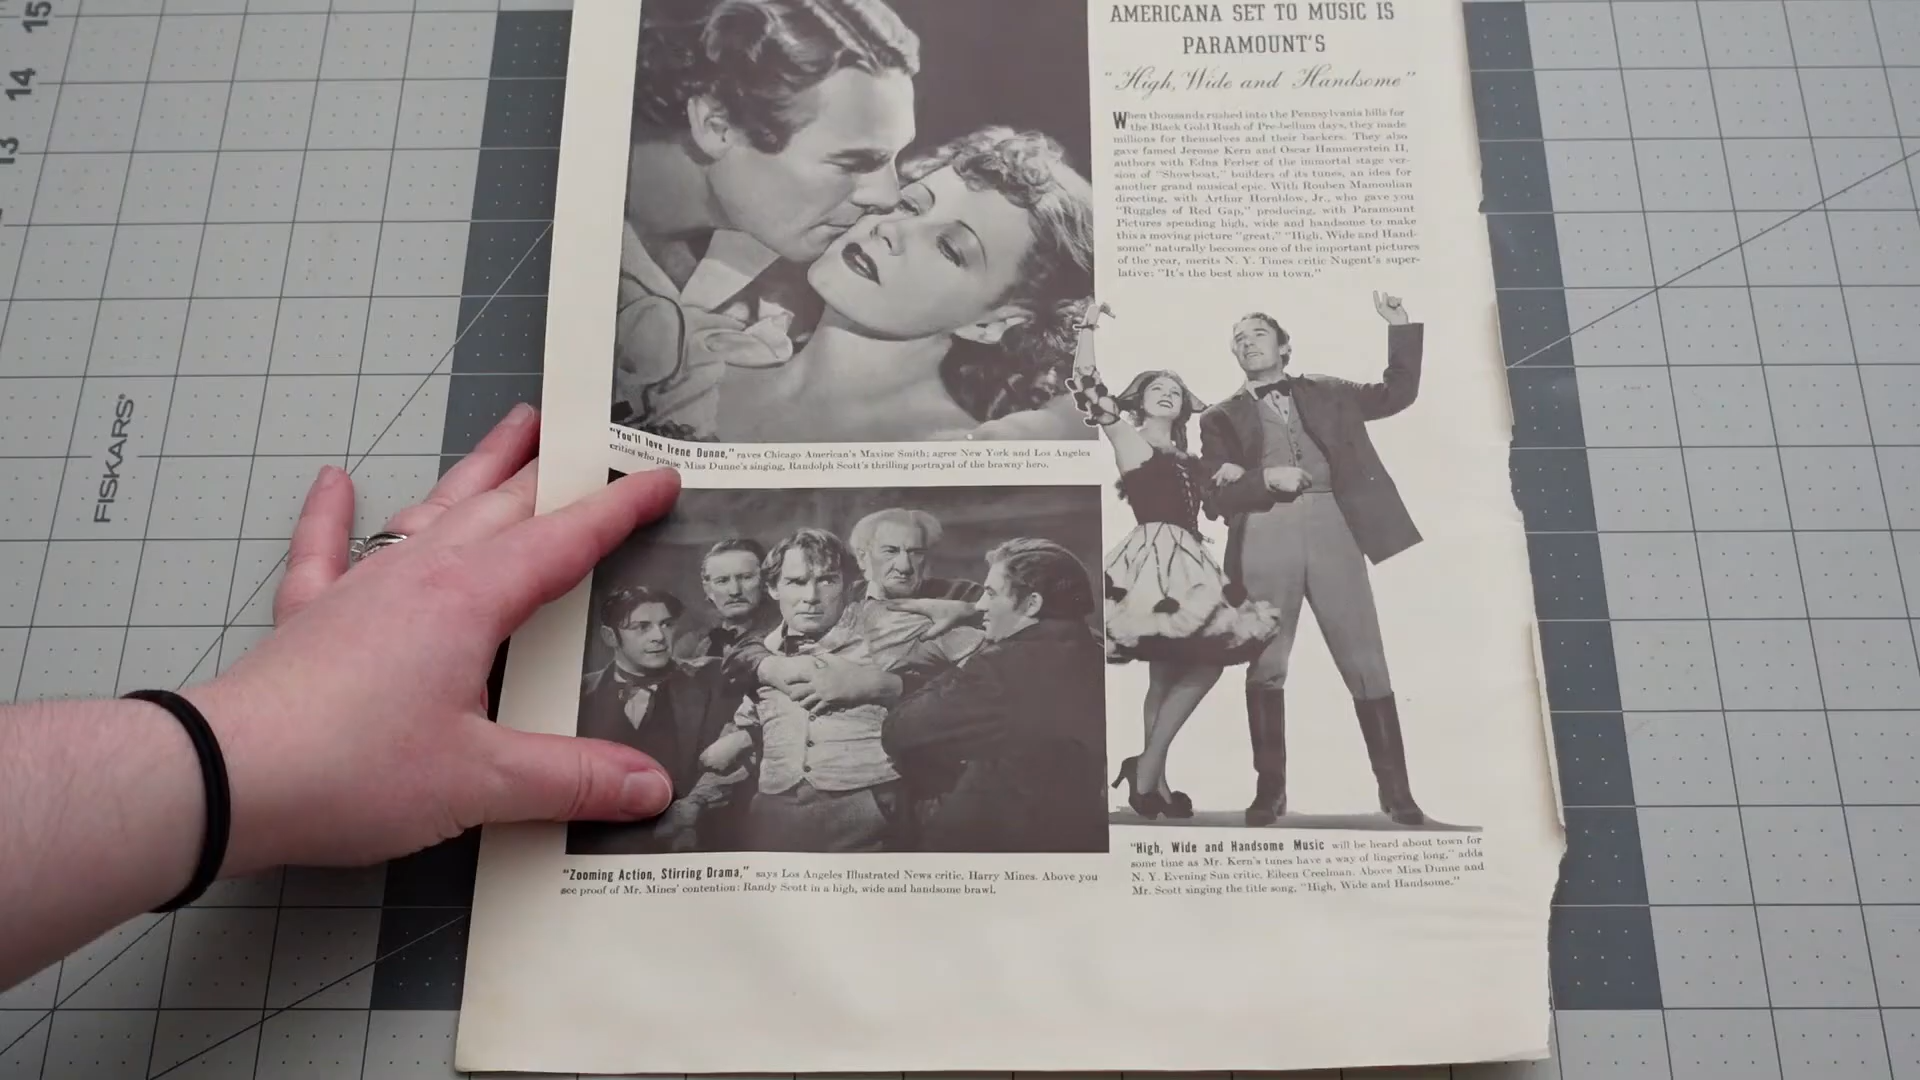 15
14
13
FISKARS®
AMERICANA SET TO MUSIC IS
PARAMOUNT'S
"High, Wide and Handsome"
When thousands rushed into the Pennsylvania hills for
the Black Gold Rush of Pre-bellum days, they made
millions for themselves and their backers. They also
gave famed Jerome Kern and Oscar Hammerstein II,
authors with Edna Ferber of the immortal stage ver-
sion of "Showboat," builders of its tunes, an idea for
another grand musical epic. With Rouben Mamoulian
directing, with Arthur Hornblow, Jr., who gave you
"Ruggles of Red Gap," producing, with Paramount
Pictures spending high, wide and handsome to make
this a moving picture "great," "High, Wide and Hand-
some" naturally becomes one of the important pictures
of the year, merits N. Y. Times critic Nugent's super-
lative: "It's the best show in town."
"You'll love Irene Dunne," raves Chicago American's Maxine Smith; agree New York and Los Angeles
critics who praise Miss Dunne's singing, Randolph Scott's thrilling portrayal of the brawny hero.
"Zooming Action, Stirring Drama," says Los Angeles Illustrated News critic, Harry Mines. Above you
see proof of Mr. Mines' contention: Randy Scott in a high, wide and handsome brawl.
"High, Wide and Handsome Music will be heard about town for
some time as Mr. Kern's tunes have a way of lingering long," adds
N. Y. Evening Sun critic, Eileen Creelman. Above Miss Dunne and
Mr. Scott singing the title song, "High, Wide and Handsome."